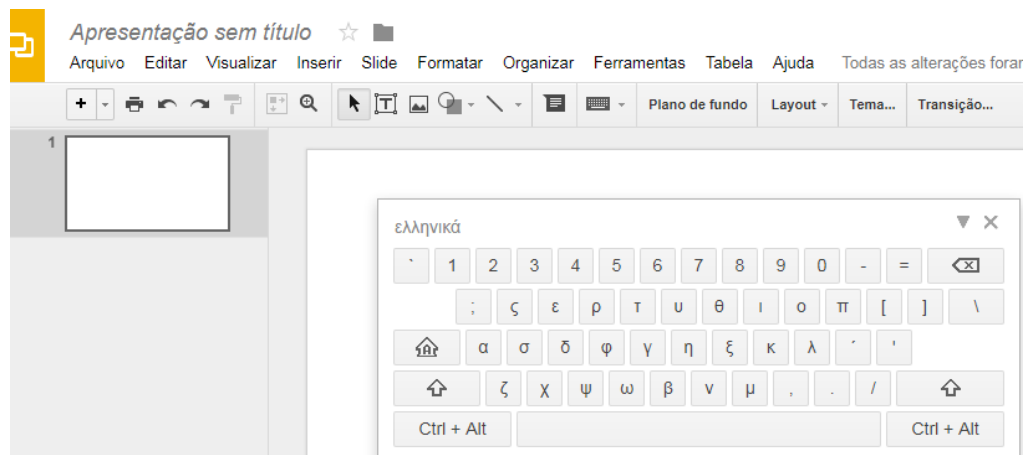 Apresentação sem título
Arquivo Editar Visualizar Inserir Slide Formatar Organizar Ferramentas Tabela Ajuda Todas as alterações foram
Plano de fundo Layout Tema... Transição...
1
ελληνικά
` 1 2 3 4 5 6 7 8 9 0 - =
; ς ε ρ τ υ θ ι ο π [ ] \
α σ δ φ γ η ξ κ λ ΄ '
ζ χ ψ ω β ν μ , . /
Ctrl + Alt Ctrl + Alt